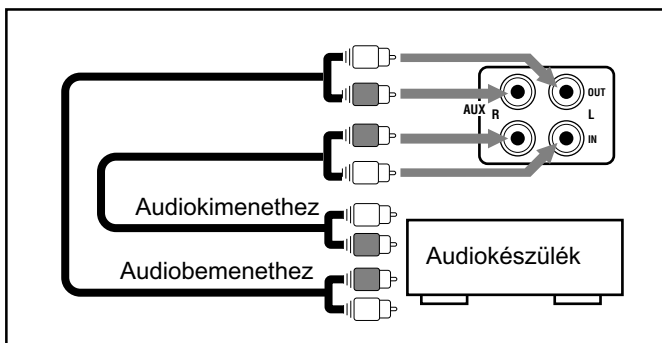 OUT
AUX R L
IN
Audiokimenethez
Audiobemenethez
Audiokészülék